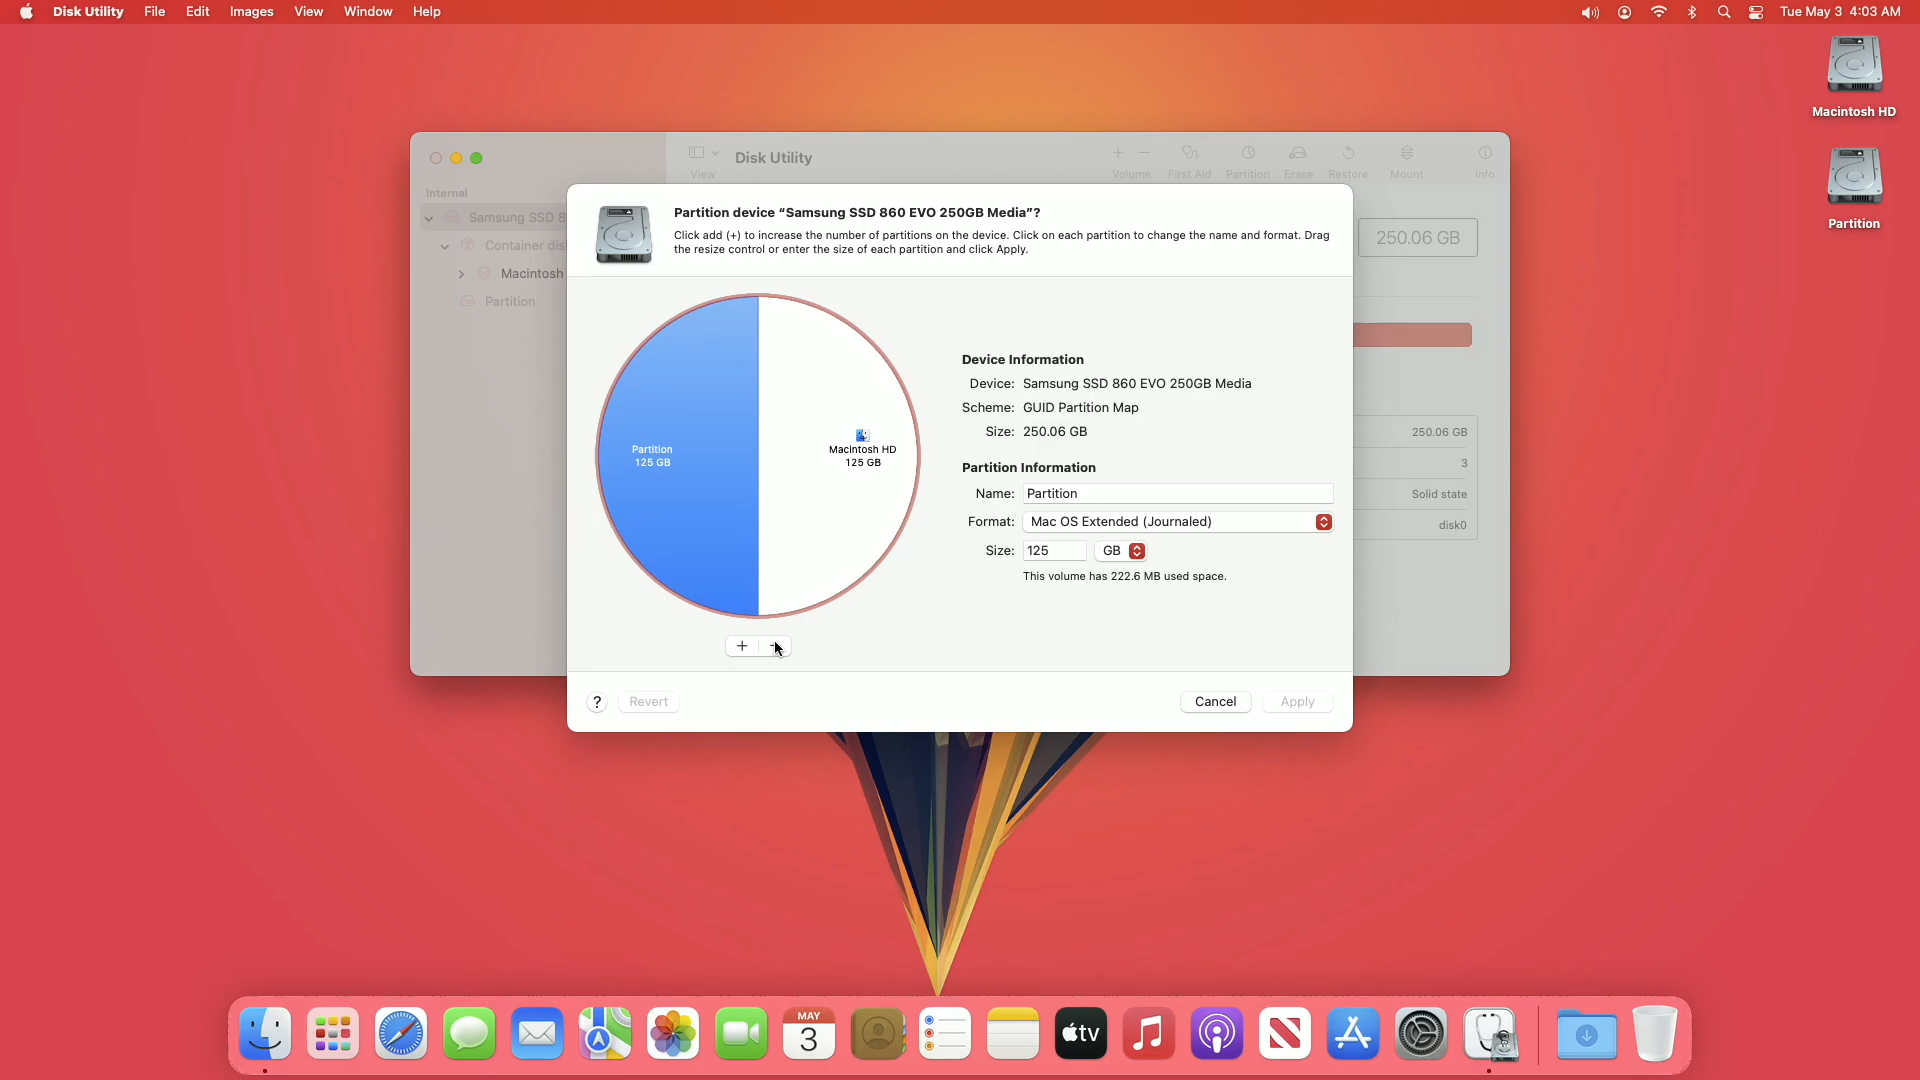 Disk Utility File Edit Images View Window Help Tue May 3 4:03 AM
Macintosh HD
Partition
Disk Utility
View Volume First Aid Partition Erase Restore Mount Info
Internal
Samsung SSD 8
Container dis
Macintosh
Partition
250.06 GB
250.06 GB
3
Solid state
disk0
Partition device “Samsung SSD 860 EVO 250GB Media”?
Click add (+) to increase the number of partitions on the device. Click on each partition to change the name and format. Drag
the resize control or enter the size of each partition and click Apply.
Partition
125 GB
Macintosh HD
125 GB
Device Information
Device: Samsung SSD 860 EVO 250GB Media
Scheme: GUID Partition Map
Size: 250.06 GB
Partition Information
Name: Partition
Format: Mac OS Extended (Journaled)
Size: 125 GB
This volume has 222.6 MB used space.
? Revert Cancel Apply
MAY
3
tv